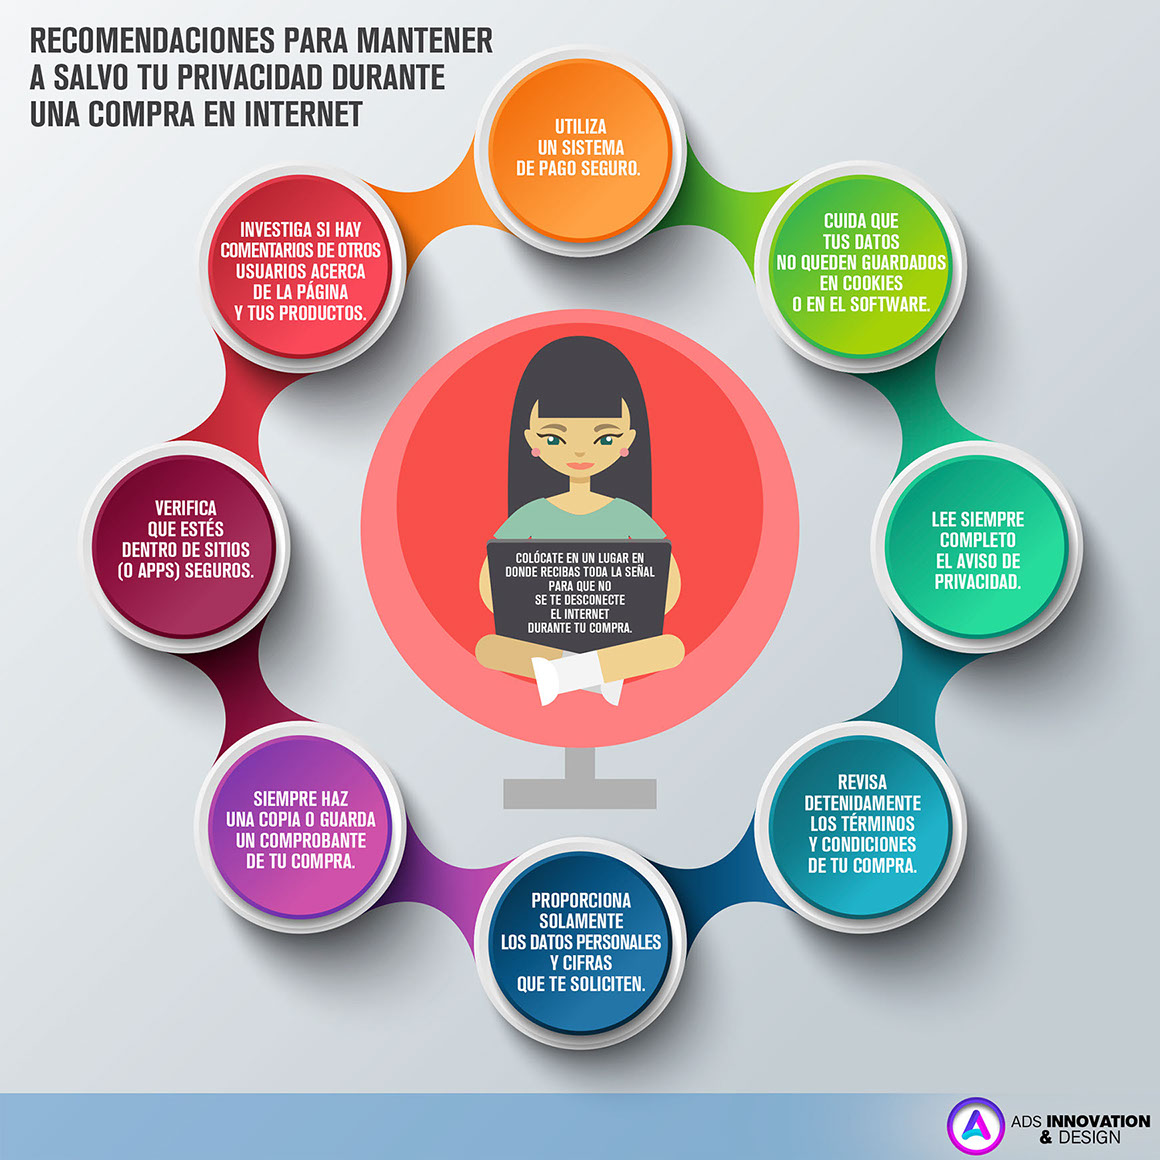 RECOMENDACIONES PARA MANTENER
A SALVO TU PRIVACIDAD DURANTE
UNA COMPRA EN INTERNET
UTILIZA
UN SISTEMA
DE PAGO SEGURO.
CUIDA QUE
TUS DATOS
NO QUEDEN GUARDADOS
EN COOKIES
O EN EL SOFTWARE.
LEE SIEMPRE
COMPLETO
EL AVISO DE
PRIVACIDAD.
REVISA
DETENIDAMENTE
LOS TÉRMINOS
Y CONDICIONES
DE TU COMPRA.
PROPORCIONA
SOLAMENTE
LOS DATOS PERSONALES
Y CIFRAS
QUE TE SOLICITEN.
SIEMPRE HAZ
UNA COPIA O GUARDA
UN COMPROBANTE
DE TU COMPRA.
VERIFICA
QUE ESTÉS
DENTRO DE SITIOS
(O APPS) SEGUROS.
INVESTIGA SI HAY
COMENTARIOS DE OTROS
USUARIOS ACERCA
DE LA PÁGINA
Y TUS PRODUCTOS.
COLÓCATE EN UN LUGAR EN
DONDE RECIBAS TODA LA SEÑAL
PARA QUE NO
SE TE DESCONECTE
EL INTERNET
DURANTE TU COMPRA.
ADS INNOVATION
& DESIGN